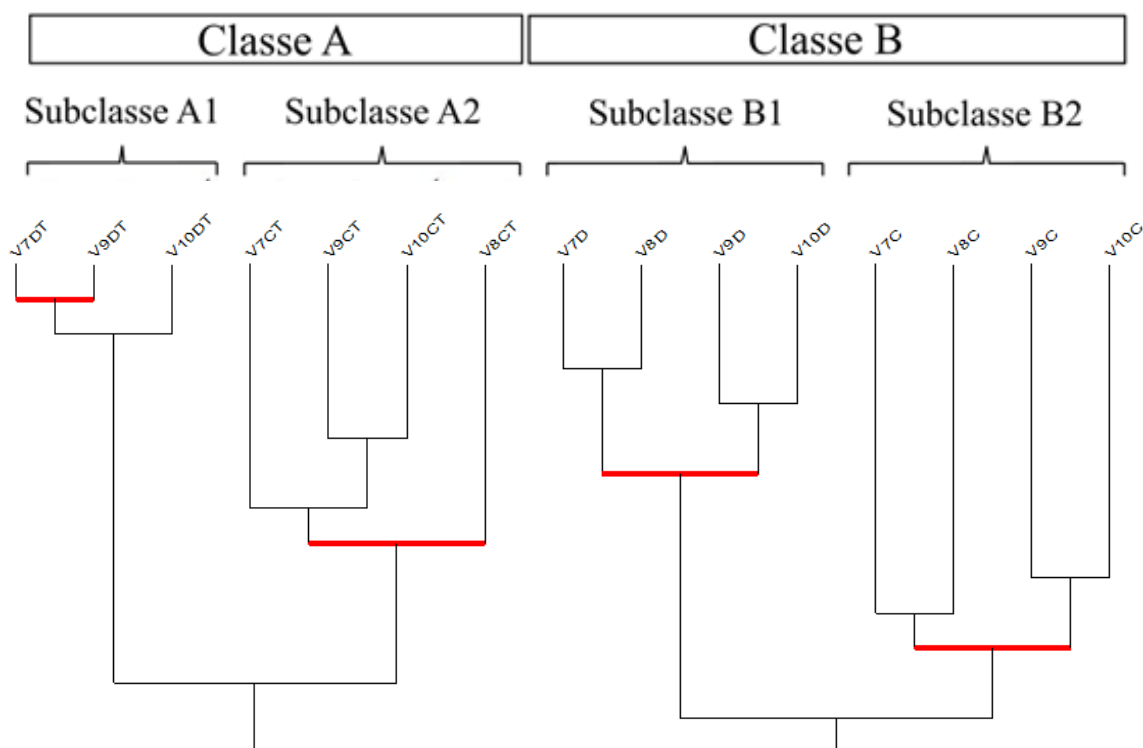 Classe A
Classe B
Subclasse A1
Subclasse A2
Subclasse B1
Subclasse B2
V7DT
V9DT
V10DT
V7CT
V9CT
V10CT
V8CT
V7D
V8D
V9D
V10D
V7C
V8C
V9C
V10C